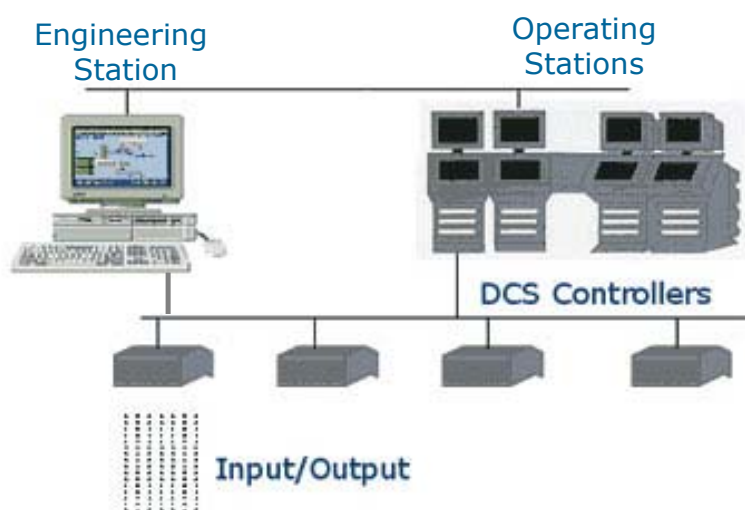 Engineering
Station
Operating
Stations
DCS Controllers
Input/Output